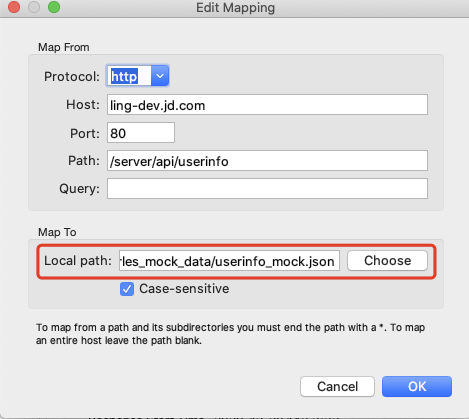 Edit Mapping
Map From
Protocol: http
Host: ling-dev.jd.com
Port: 80
Path: /server/api/userinfo
Query:
Map To
Local path: rles_mock_data/userinfo_mock.json Choose
Case-sensitive
To map from a path and its subdirectories you must end the path with a *. To map
an entire host leave the path blank.
Cancel OK